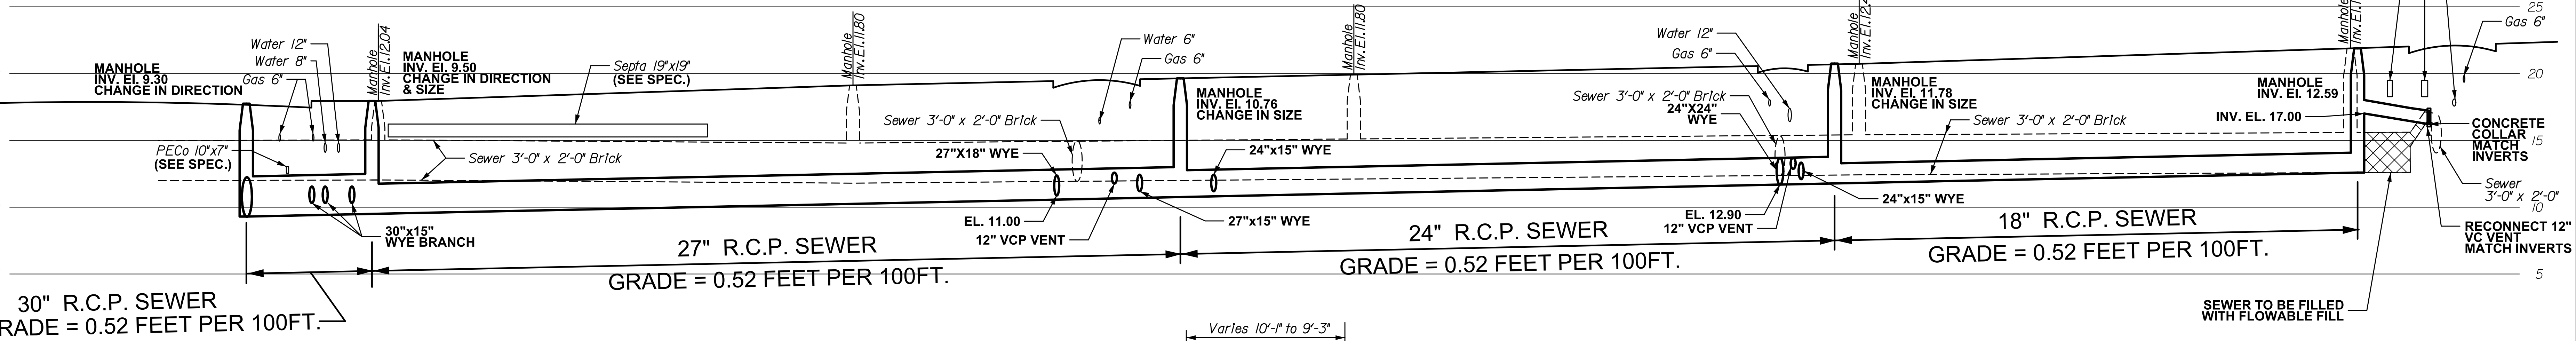 25
20
15
10
5
MANHOLE
INV. El. 9.30
CHANGE IN DIRECTION
Water 12"
Water 8"
Gas 6"
PECo 10"x7"
(SEE SPEC.)
Manhole
Inv. El. 12.04
MANHOLE
INV. El. 9.50
CHANGE IN DIRECTION
& SIZE
Septa 19"x19"
(SEE SPEC.)
Sewer 3'-0" x 2'-0" Brick
30"x15"
WYE BRANCH
Manhole
Inv. El. 11.80
Sewer 3'-0" x 2'-0" Brick
27"X18" WYE
EL. 11.00
12" VCP VENT
Water 6"
Gas 6"
27"x15" WYE
MANHOLE
INV. El. 10.76
CHANGE IN SIZE
24"x15" WYE
Manhole
Inv. El. 11.80
Water 12"
Gas 6"
Sewer 3'-0" x 2'-0" Brick
24"X24"
WYE
EL. 12.90
12" VCP VENT
24"x15" WYE
Manhole
MANHOLE
INV. El. 11.78
CHANGE IN SIZE
Sewer 3'-0" x 2'-0" Brick
Manhole
MANHOLE
INV. El. 12.59
INV. EL. 17.00
Gas 6"
CONCRETE
COLLAR
MATCH
INVERTS
Sewer
3'-0" x 2'-0"
RECONNECT 12"
VC VENT
MATCH INVERTS
SEWER TO BE FILLED
WITH FLOWABLE FILL
30" R.C.P. SEWER
RADE = 0.52 FEET PER 100FT.
27" R.C.P. SEWER
GRADE = 0.52 FEET PER 100FT.
24" R.C.P. SEWER
GRADE = 0.52 FEET PER 100FT.
18" R.C.P. SEWER
GRADE = 0.52 FEET PER 100FT.
Varies 10'-1" to 9'-3"